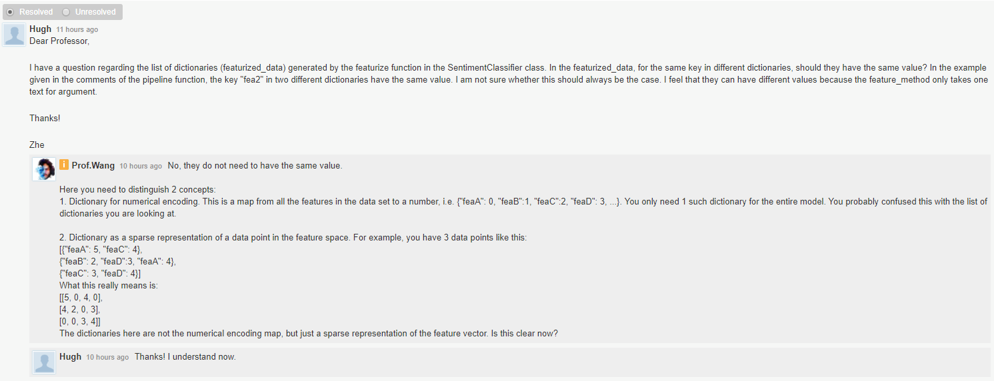 Resolved Unresolved
Hugh 11 hours ago
Dear Professor,
I have a question regarding the list of dictionaries (featurized_data) generated by the featurize function in the SentimentClassifier class. In the featurized_data, for the same key in different dictionaries, should they have the same value? In the example
given in the comments of the pipeline function, the key "fea2" in two different dictionaries have the same value. I am not sure whether this should always be the case. I feel that they can have different values because the feature_method only takes one
text for argument.
Thanks!
Zhe
i Prof.Wang 10 hours ago No, they do not need to have the same value.
Here you need to distinguish 2 concepts:
1. Dictionary for numerical encoding. This is a map from all the features in the data set to a number, i.e. {"feaA": 0, "feaB":1, "feaC":2, "feaD": 3, ...}. You only need 1 such dictionary for the entire model. You probably confused this with the list of
dictionaries you are looking at.
2. Dictionary as a sparse representation of a data point in the feature space. For example, you have 3 data points like this:
[{"feaA": 5, "feaC": 4},
{"feaB": 2, "feaD":3, "feaA": 4},
{"feaC": 3, "feaD": 4}]
What this really means is:
[[5, 0, 4, 0],
[4, 2, 0, 3],
[0, 0, 3, 4]]
The dictionaries here are not the numerical encoding map, but just a sparse representation of the feature vector. Is this clear now?
Hugh 10 hours ago Thanks! I understand now.